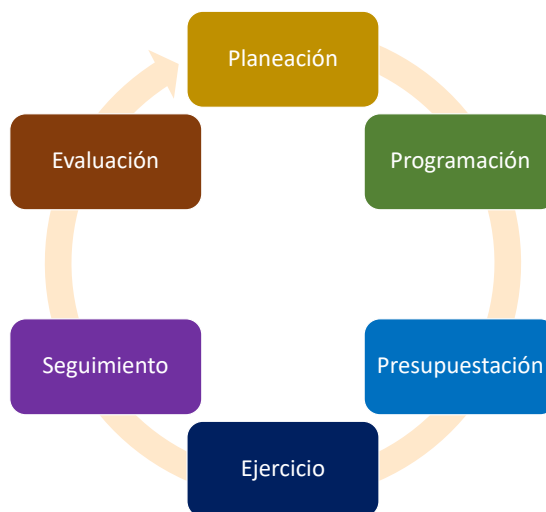 Planeación
Programación
Presupuestación
Ejercicio
Seguimiento
Evaluación